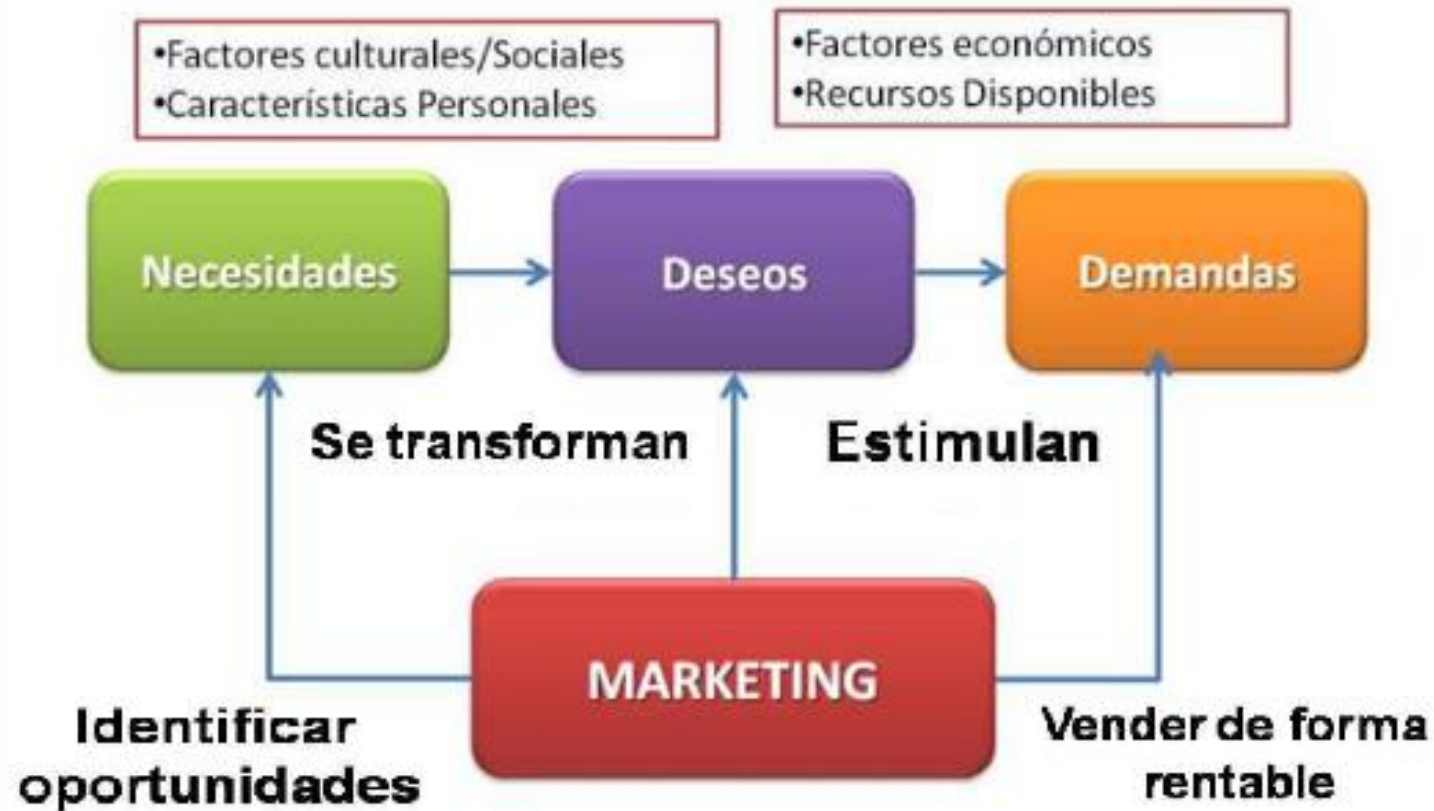 •Factores culturales/Sociales
•Características Personales
•Factores económicos
•Recursos Disponibles
Necesidades
Deseos
Demandas
Se transforman
Estimulan
MARKETING
Identificar
oportunidades
Vender de forma
rentable